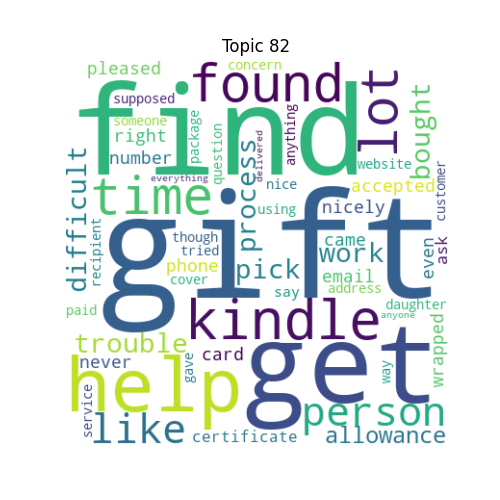 Topic 82
concern
pleased
found
supposed
someone
find
lot
bought
right
package
question
delivered
anything
number
everything
website
difficult
time
process
nice
accepted
customer
recipient
using
nicely
gift
though
tried
came
work
even
ask
phone
pick
email
cover
say
address
daughter
paid
kindle
anyone
wrapped
trouble
never
card
gave
get
way
help
person
service
like
certificate
allowance